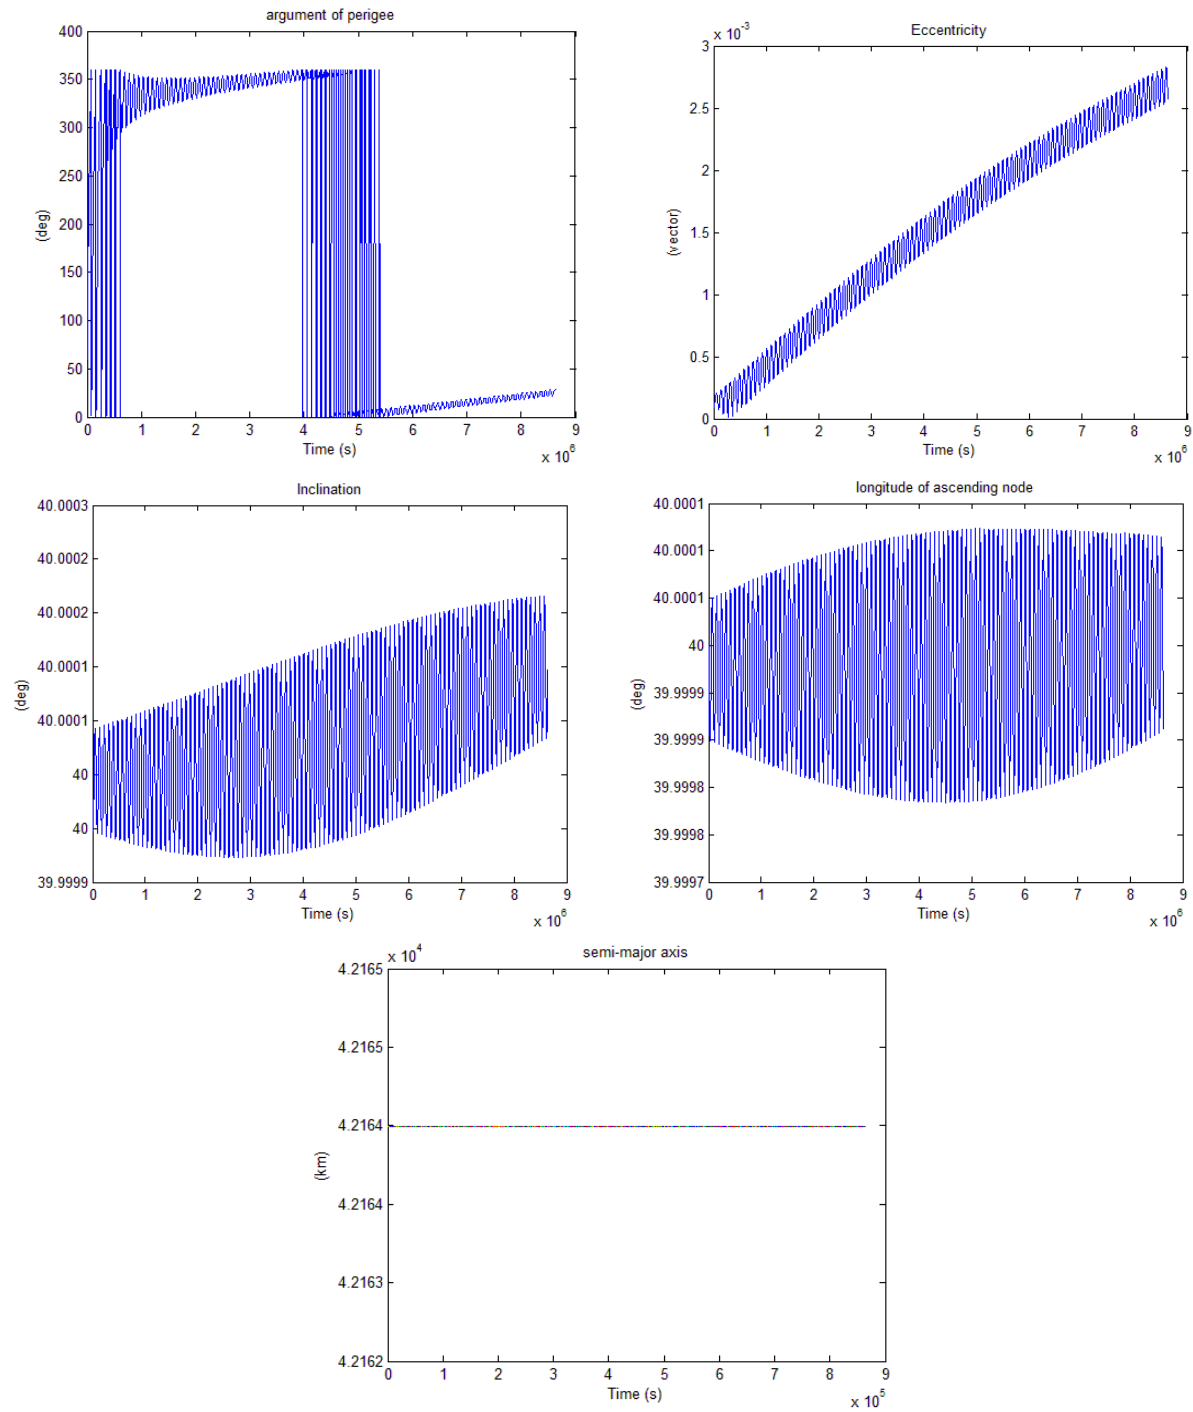 argument of perigee
400
350
300
250
200
150
100
50
0
(deg)
0 1 2 3 4 5 6 7 8 9
Time (s)
x 10^6
Eccentricity
x 10^-3
3
2.5
2
1.5
1
0.5
0
(vector)
0 1 2 3 4 5 6 7 8 9
Time (s)
x 10^6
Inclination
40.0003
40.0002
40.0002
40.0001
40.0001
40
40
39.9999
(deg)
0 1 2 3 4 5 6 7 8 9
Time (s)
x 10^6
longitude of ascending node
40.0001
40.0001
40.0001
40
39.9999
39.9999
39.9998
39.9998
39.9997
(deg)
0 1 2 3 4 5 6 7 8 9
Time (s)
x 10^6
semi-major axis
x 10^4
4.2165
4.2165
4.2164
4.2164
4.2163
4.2162
(km)
0 1 2 3 4 5 6 7 8 9
Time (s)
x 10^5